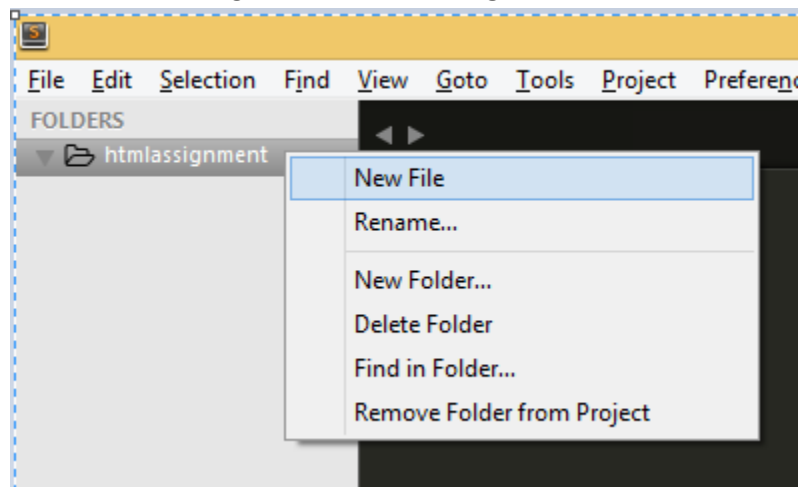 File Edit Selection Find View Goto Tools Project
FOLDERS
htmlassignment
New File
Rename...
New Folder...
Delete Folder
Find in Folder...
Remove Folder from Project